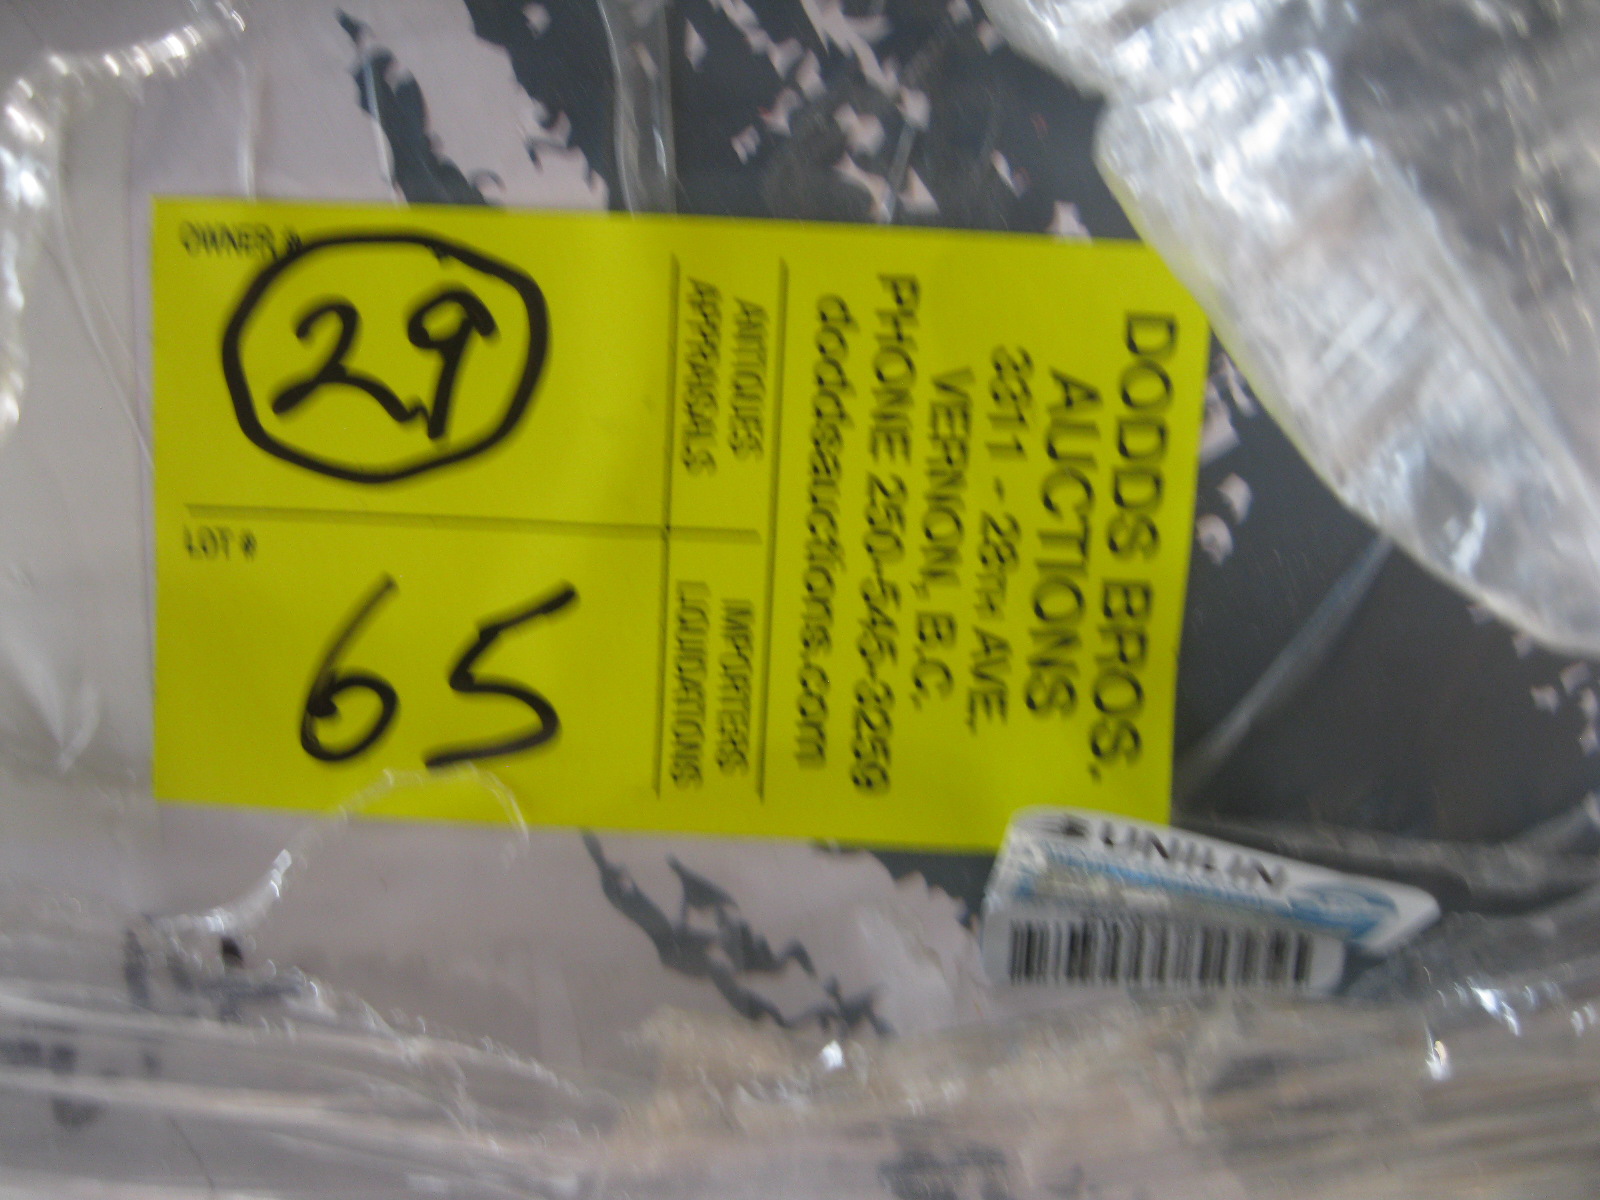 DODDS BROS.
AUCTIONS
3311 - 28TH AVE.
VERNON, B.C.
PHONE 250-545-3259
doddsauctions.com
ANTIQUES
APPRAISALS
IMPORTERS
LIQUIDATIONS
OWNER #
29
LOT #
65
UNILIN